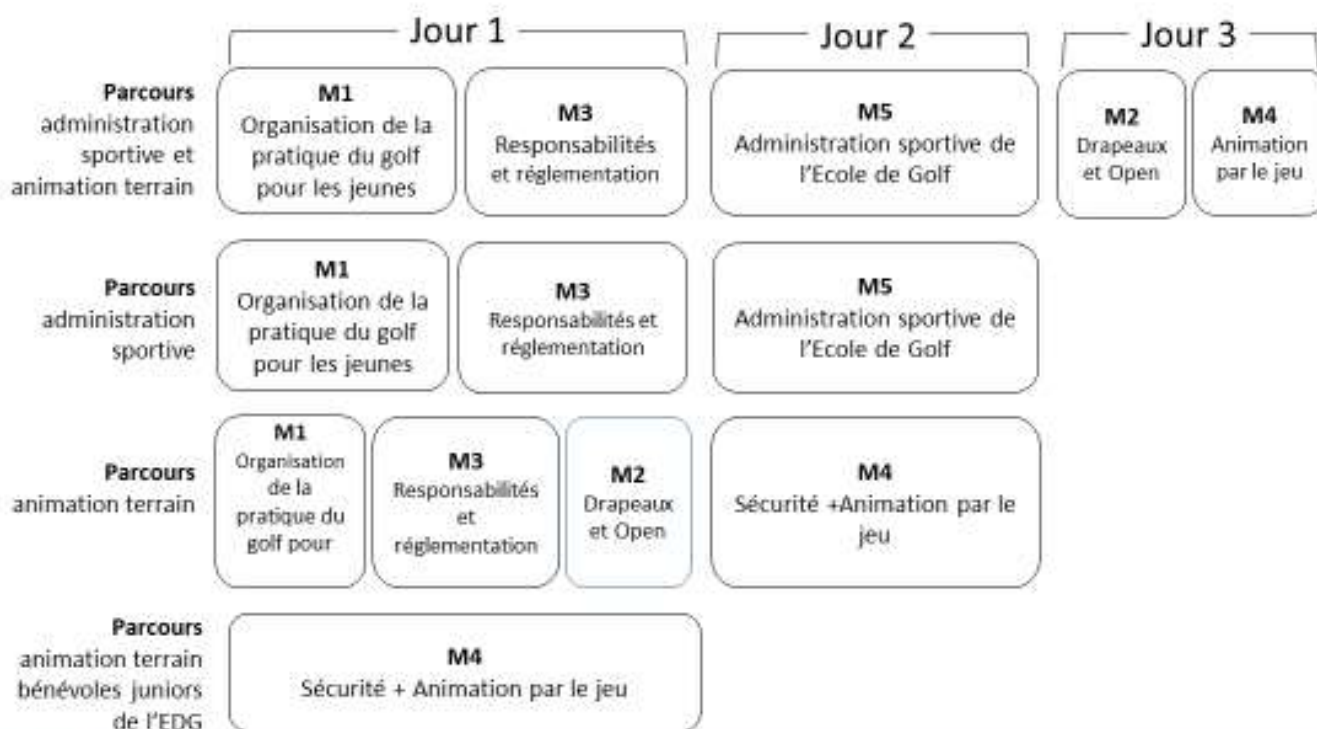 Jour 1
Jour 2
Jour 3
Parcours
administration
sportive et
animation terrain
M1
Organisation de la
pratique du golf
pour les jeunes
M3
Responsabilités
et réglementation
M5
Administration sportive de
l'Ecole de Golf
M2
Drapeaux
et Open
M4
Animation
par le jeu
Parcours
administration
sportive
M1
Organisation de la
pratique du golf
pour les jeunes
M3
Responsabilités et
réglementation
M5
Administration sportive de
l'Ecole de Golf
Parcours
animation terrain
M1
Organisation
de la
pratique du
golf pour
M3
Responsabilités
et
réglementation
M2
Drapeaux
et Open
M4
Sécurité +Animation par le
jeu
Parcours
animation terrain
bénévoles juniors
de l'EDG
M4
Sécurité + Animation par le jeu